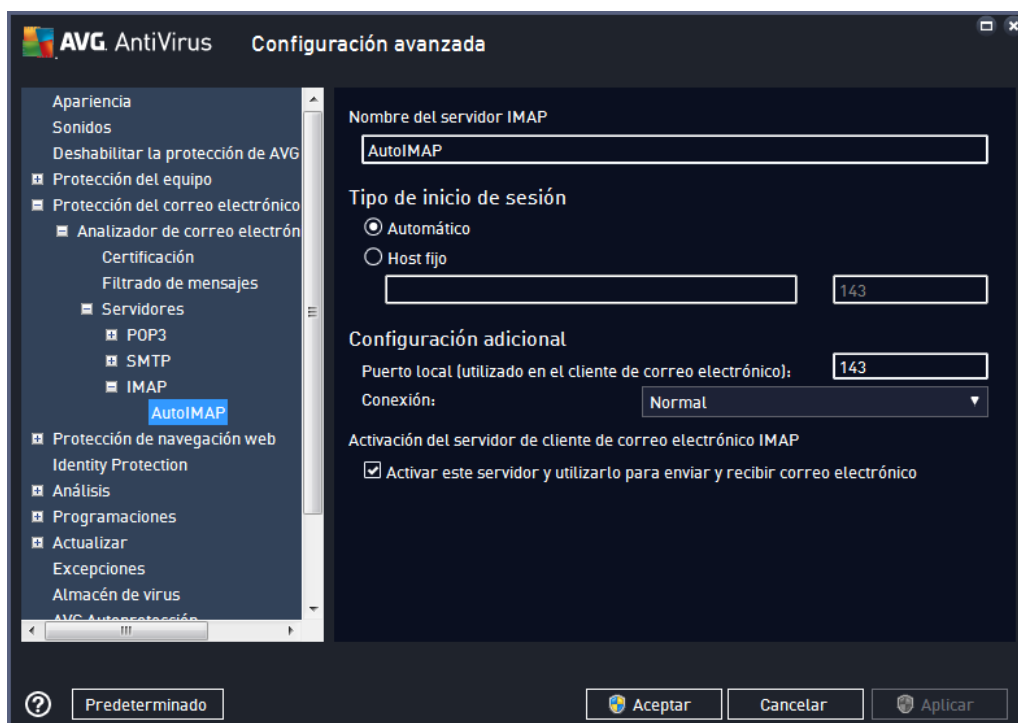 AVG. AntiVirus Configuración avanzada
Apariencia
Sonidos
Deshabilitar la protección de AVG
Protección del equipo
Protección del correo electrónico
Analizador de correo electrón
Certificación
Filtrado de mensajes
Servidores
POP3
SMTP
IMAP
AutoIMAP
Protección de navegación web
Identity Protection
Análisis
Programaciones
Actualizar
Excepciones
Almacén de virus
AVG Autoprotección
Nombre del servidor IMAP
AutoIMAP
Tipo de inicio de sesión
Automático
Host fijo
143
Configuración adicional
Puerto local (utilizado en el cliente de correo electrónico): 143
Conexión: Normal
Activación del servidor de cliente de correo electrónico IMAP
Activar este servidor y utilizarlo para enviar y recibir correo electrónico
? Predeterminado Aceptar Cancelar Aplicar